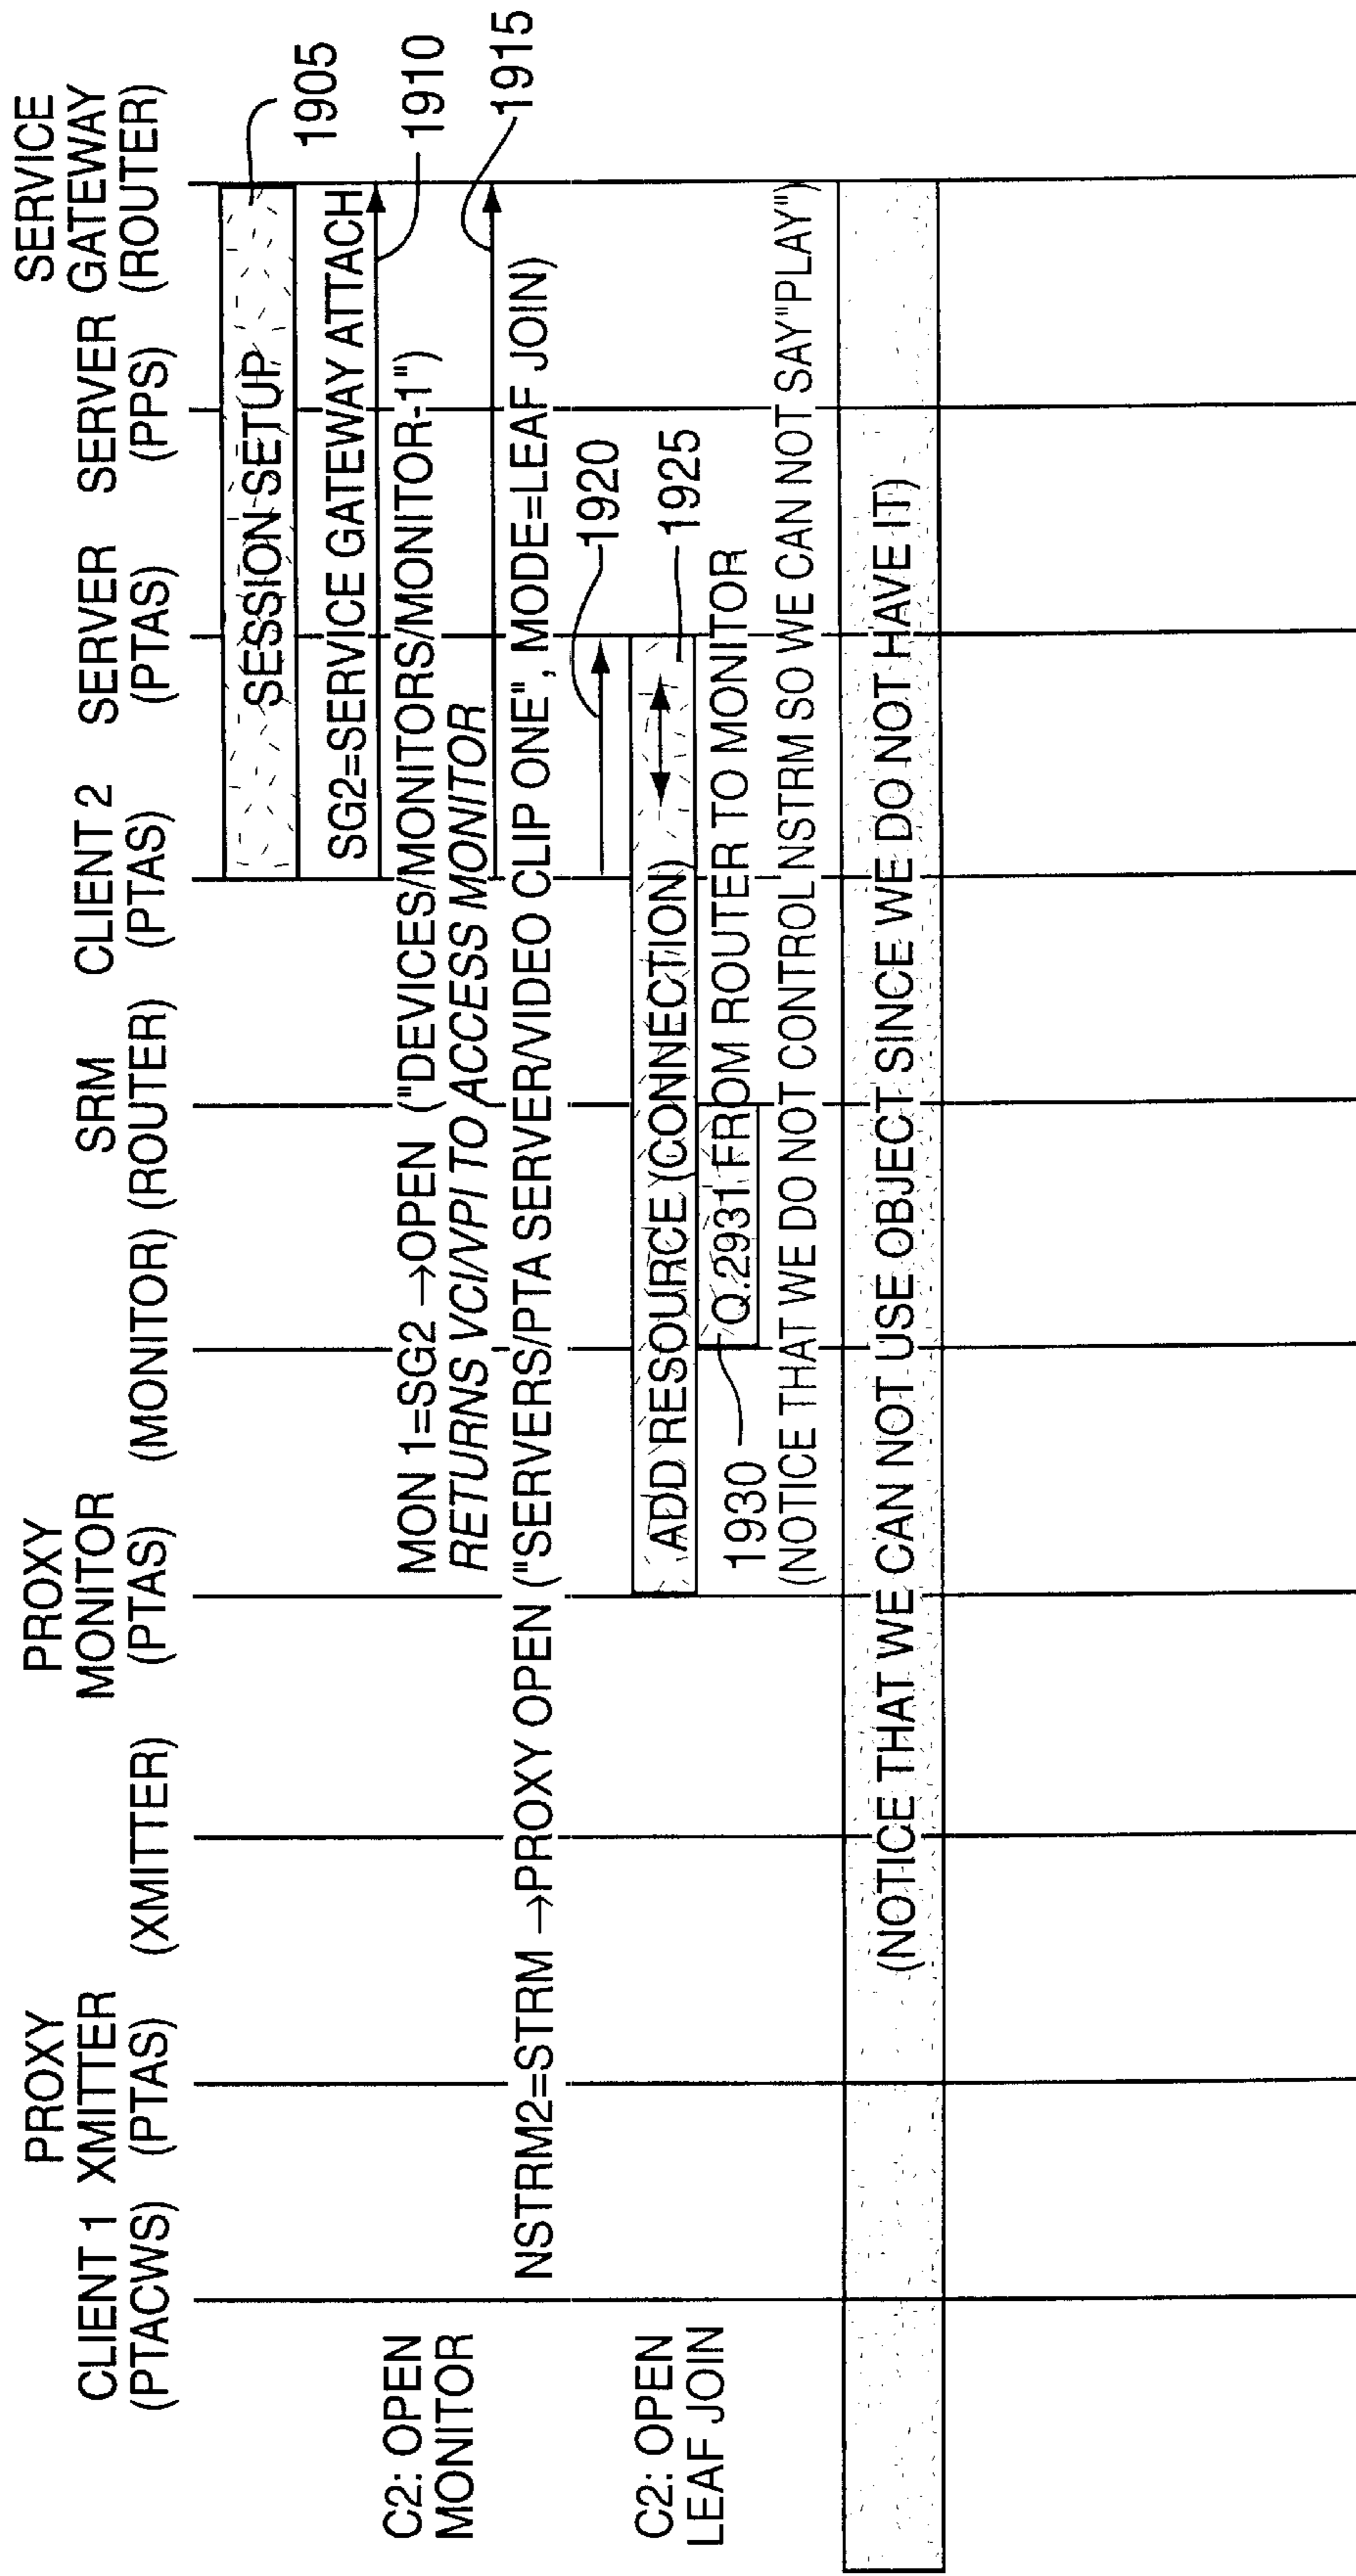 PROXY
CLIENT 1 XMITTER
(PTACWS) (PTAS)
(XMITTER)
PROXY
MONITOR
(PTAS)
(MONITOR)
SRM
(ROUTER)
CLIENT 2
(PTAS)
SERVER
(PTAS)
SERVER
(PPS)
SERVICE
GATEWAY
(ROUTER)
SESSION SETUP
1905
SG2=SERVICE GATEWAY ATTACH
1910
C2: OPEN
MONITOR
MON 1=SG2 →OPEN ("DEVICES/MONITORS/MONITOR-1")
RETURNS VCI/VPI TO ACCESS MONITOR
1915
NSTRM2=STRM →PROXY OPEN ("SERVERS/PTA SERVER/VIDEO CLIP ONE", MODE=LEAF JOIN)
1920
C2: OPEN
LEAF JOIN
ADD RESOURCE (CONNECTION)
1925
Q.2931 FROM ROUTER TO MONITOR
1930
(NOTICE THAT WE DO NOT CONTROL NSTRM SO WE CAN NOT SAY"PLAY")
(NOTICE THAT WE CAN NOT USE OBJECT SINCE WE DO NOT HAVE IT)